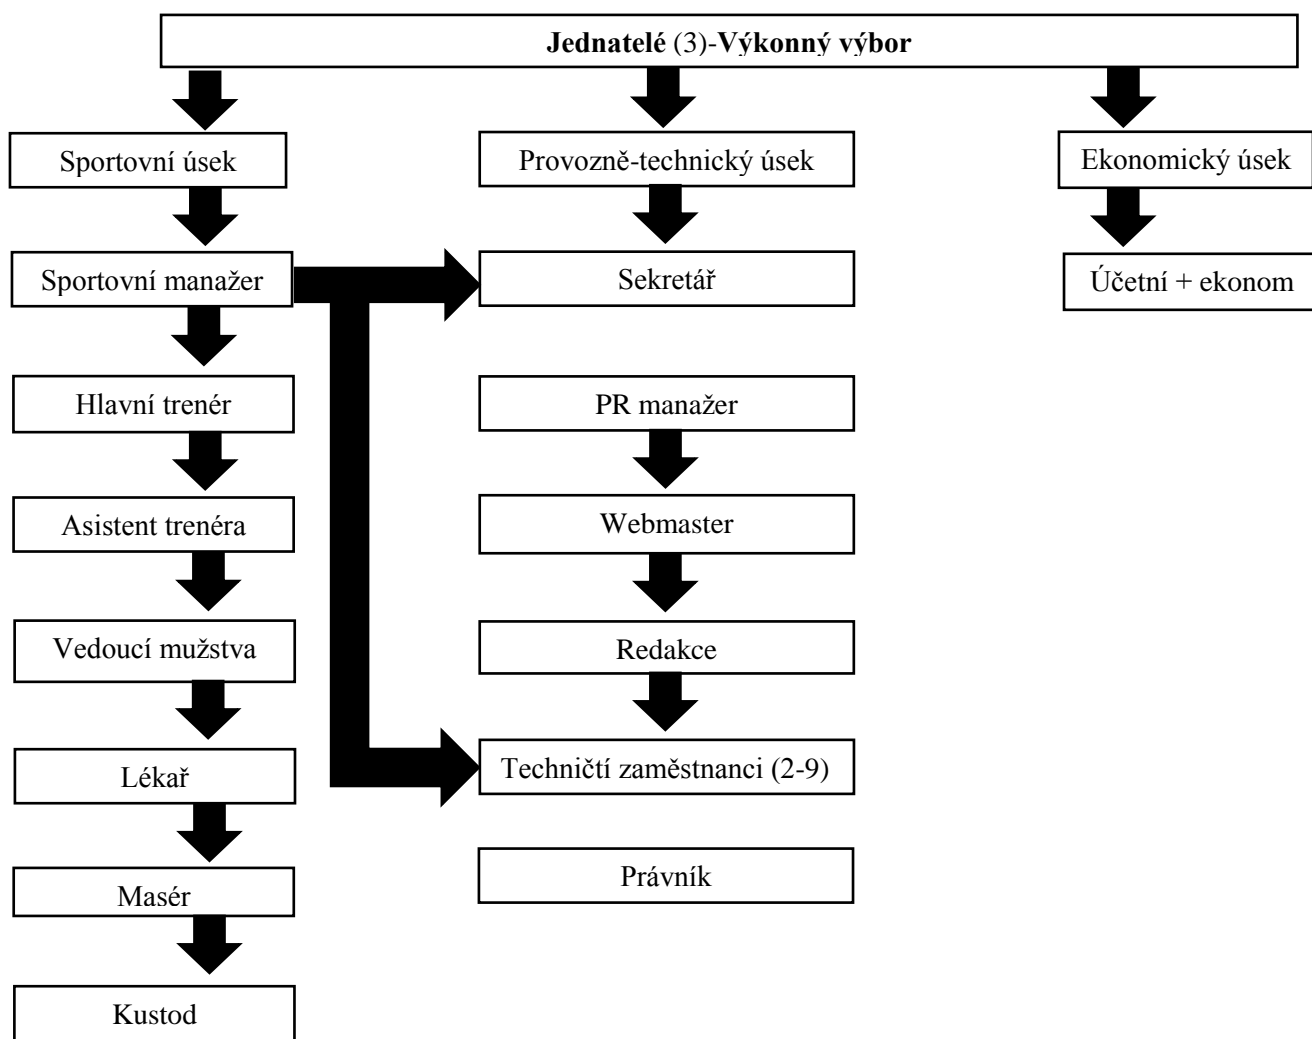 Jednatelé (3)-Výkonný výbor
Sportovní úsek
Provozně-technický úsek
Ekonomický úsek
Sportovní manažer
Sekretář
Účetní + ekonom
Hlavní trenér
PR manažer
Asistent trenéra
Webmaster
Vedoucí mužstva
Redakce
Lékař
Techničtí zaměstnanci (2-9)
Masér
Právník
Kustod